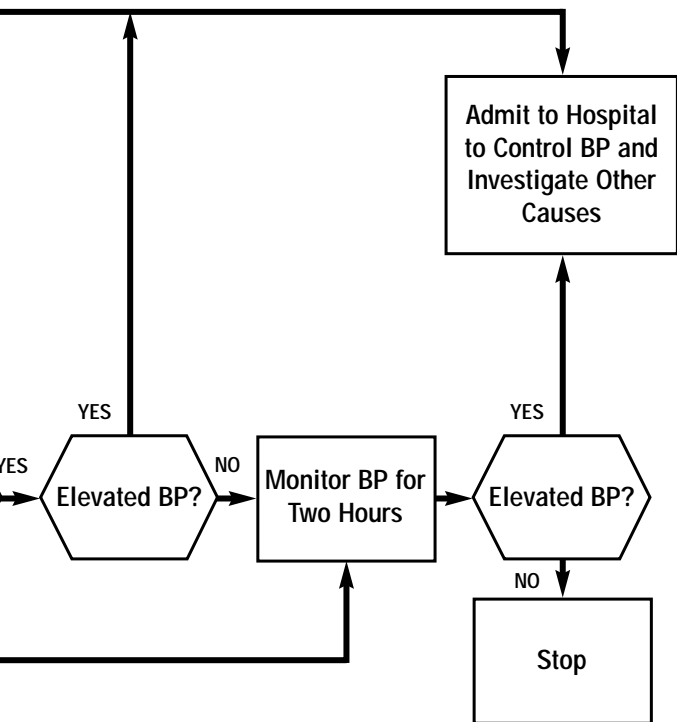 Admit to Hospital
to Control BP and
Investigate Other
Causes
YES
YES
YES
Elevated BP?
NO
Monitor BP for
Two Hours
Elevated BP?
NO
Stop